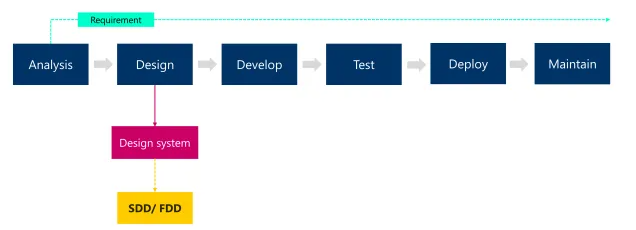 Requirement
Analysis
Design
Develop
Test
Deploy
Maintain
Design system
SDD/ FDD